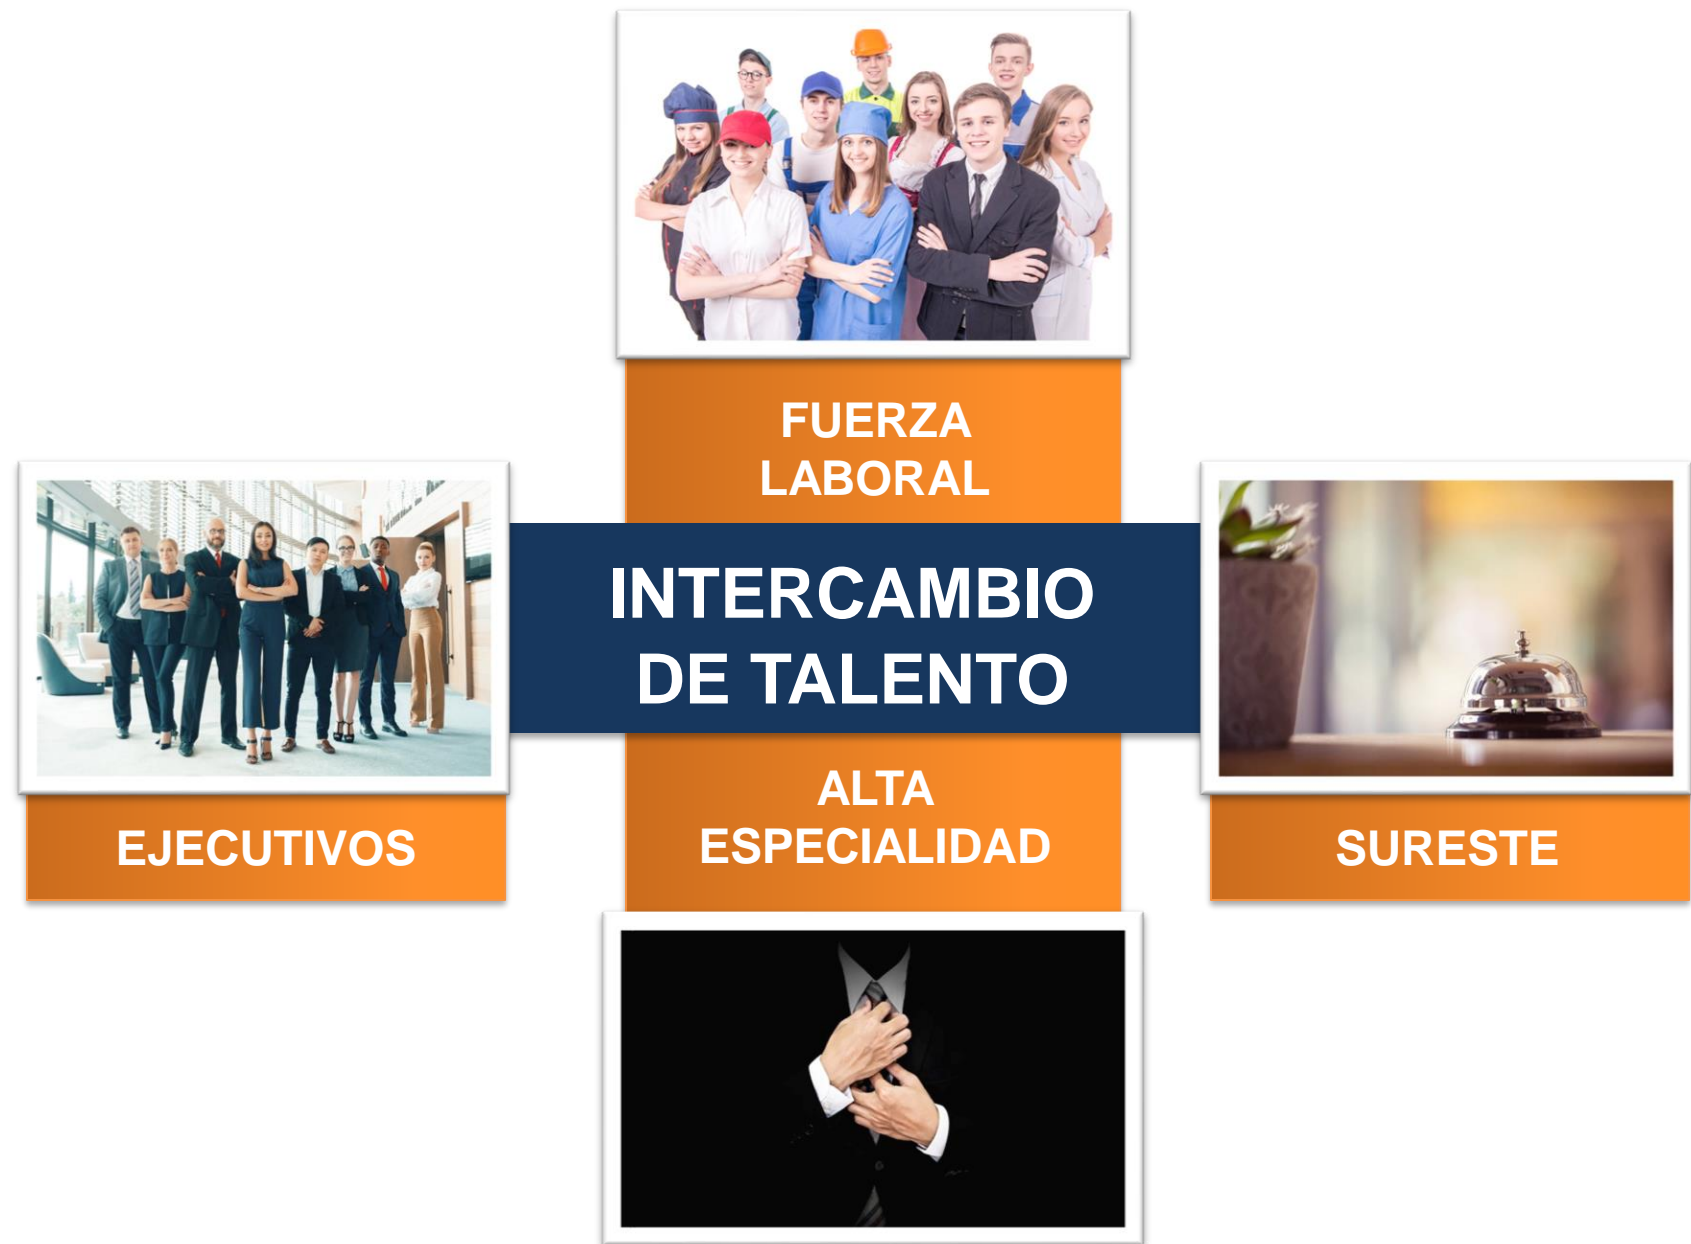 FUERZA
LABORAL
INTERCAMBIO
DE TALENTO
ALTA
ESPECIALIDAD
EJECUTIVOS
SURESTE